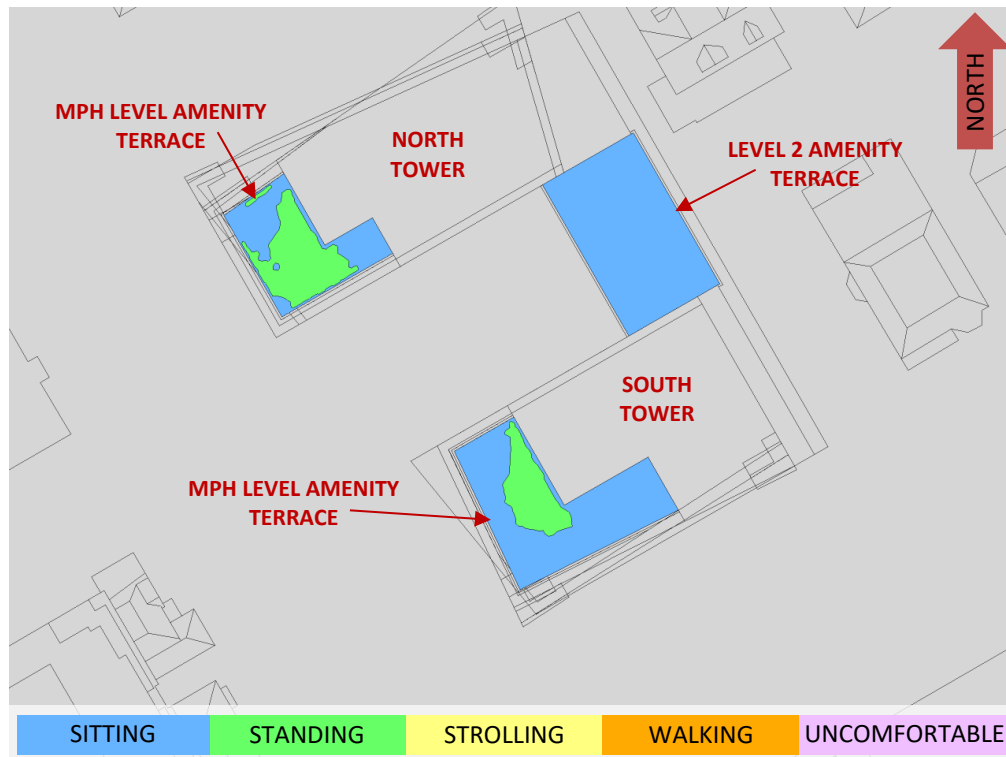 NORTH
MPH LEVEL AMENITY
TERRACE
NORTH
TOWER
LEVEL 2 AMENITY
TERRACE
SOUTH
TOWER
MPH LEVEL AMENITY
TERRACE
SITTING
STANDING
STROLLING
WALKING
UNCOMFORTABLE